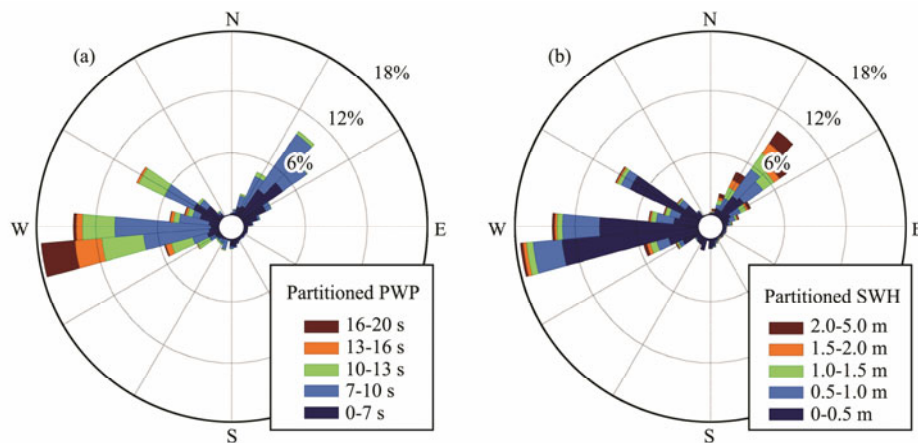 N
(a)
18%
12%
6%
W
E
S
Partitioned PWP
16-20 s
13-16 s
10-13 s
7-10 s
0-7 s
N
(b)
18%
12%
6%
W
E
S
Partitioned SWH
2.0-5.0 m
1.5-2.0 m
1.0-1.5 m
0.5-1.0 m
0-0.5 m